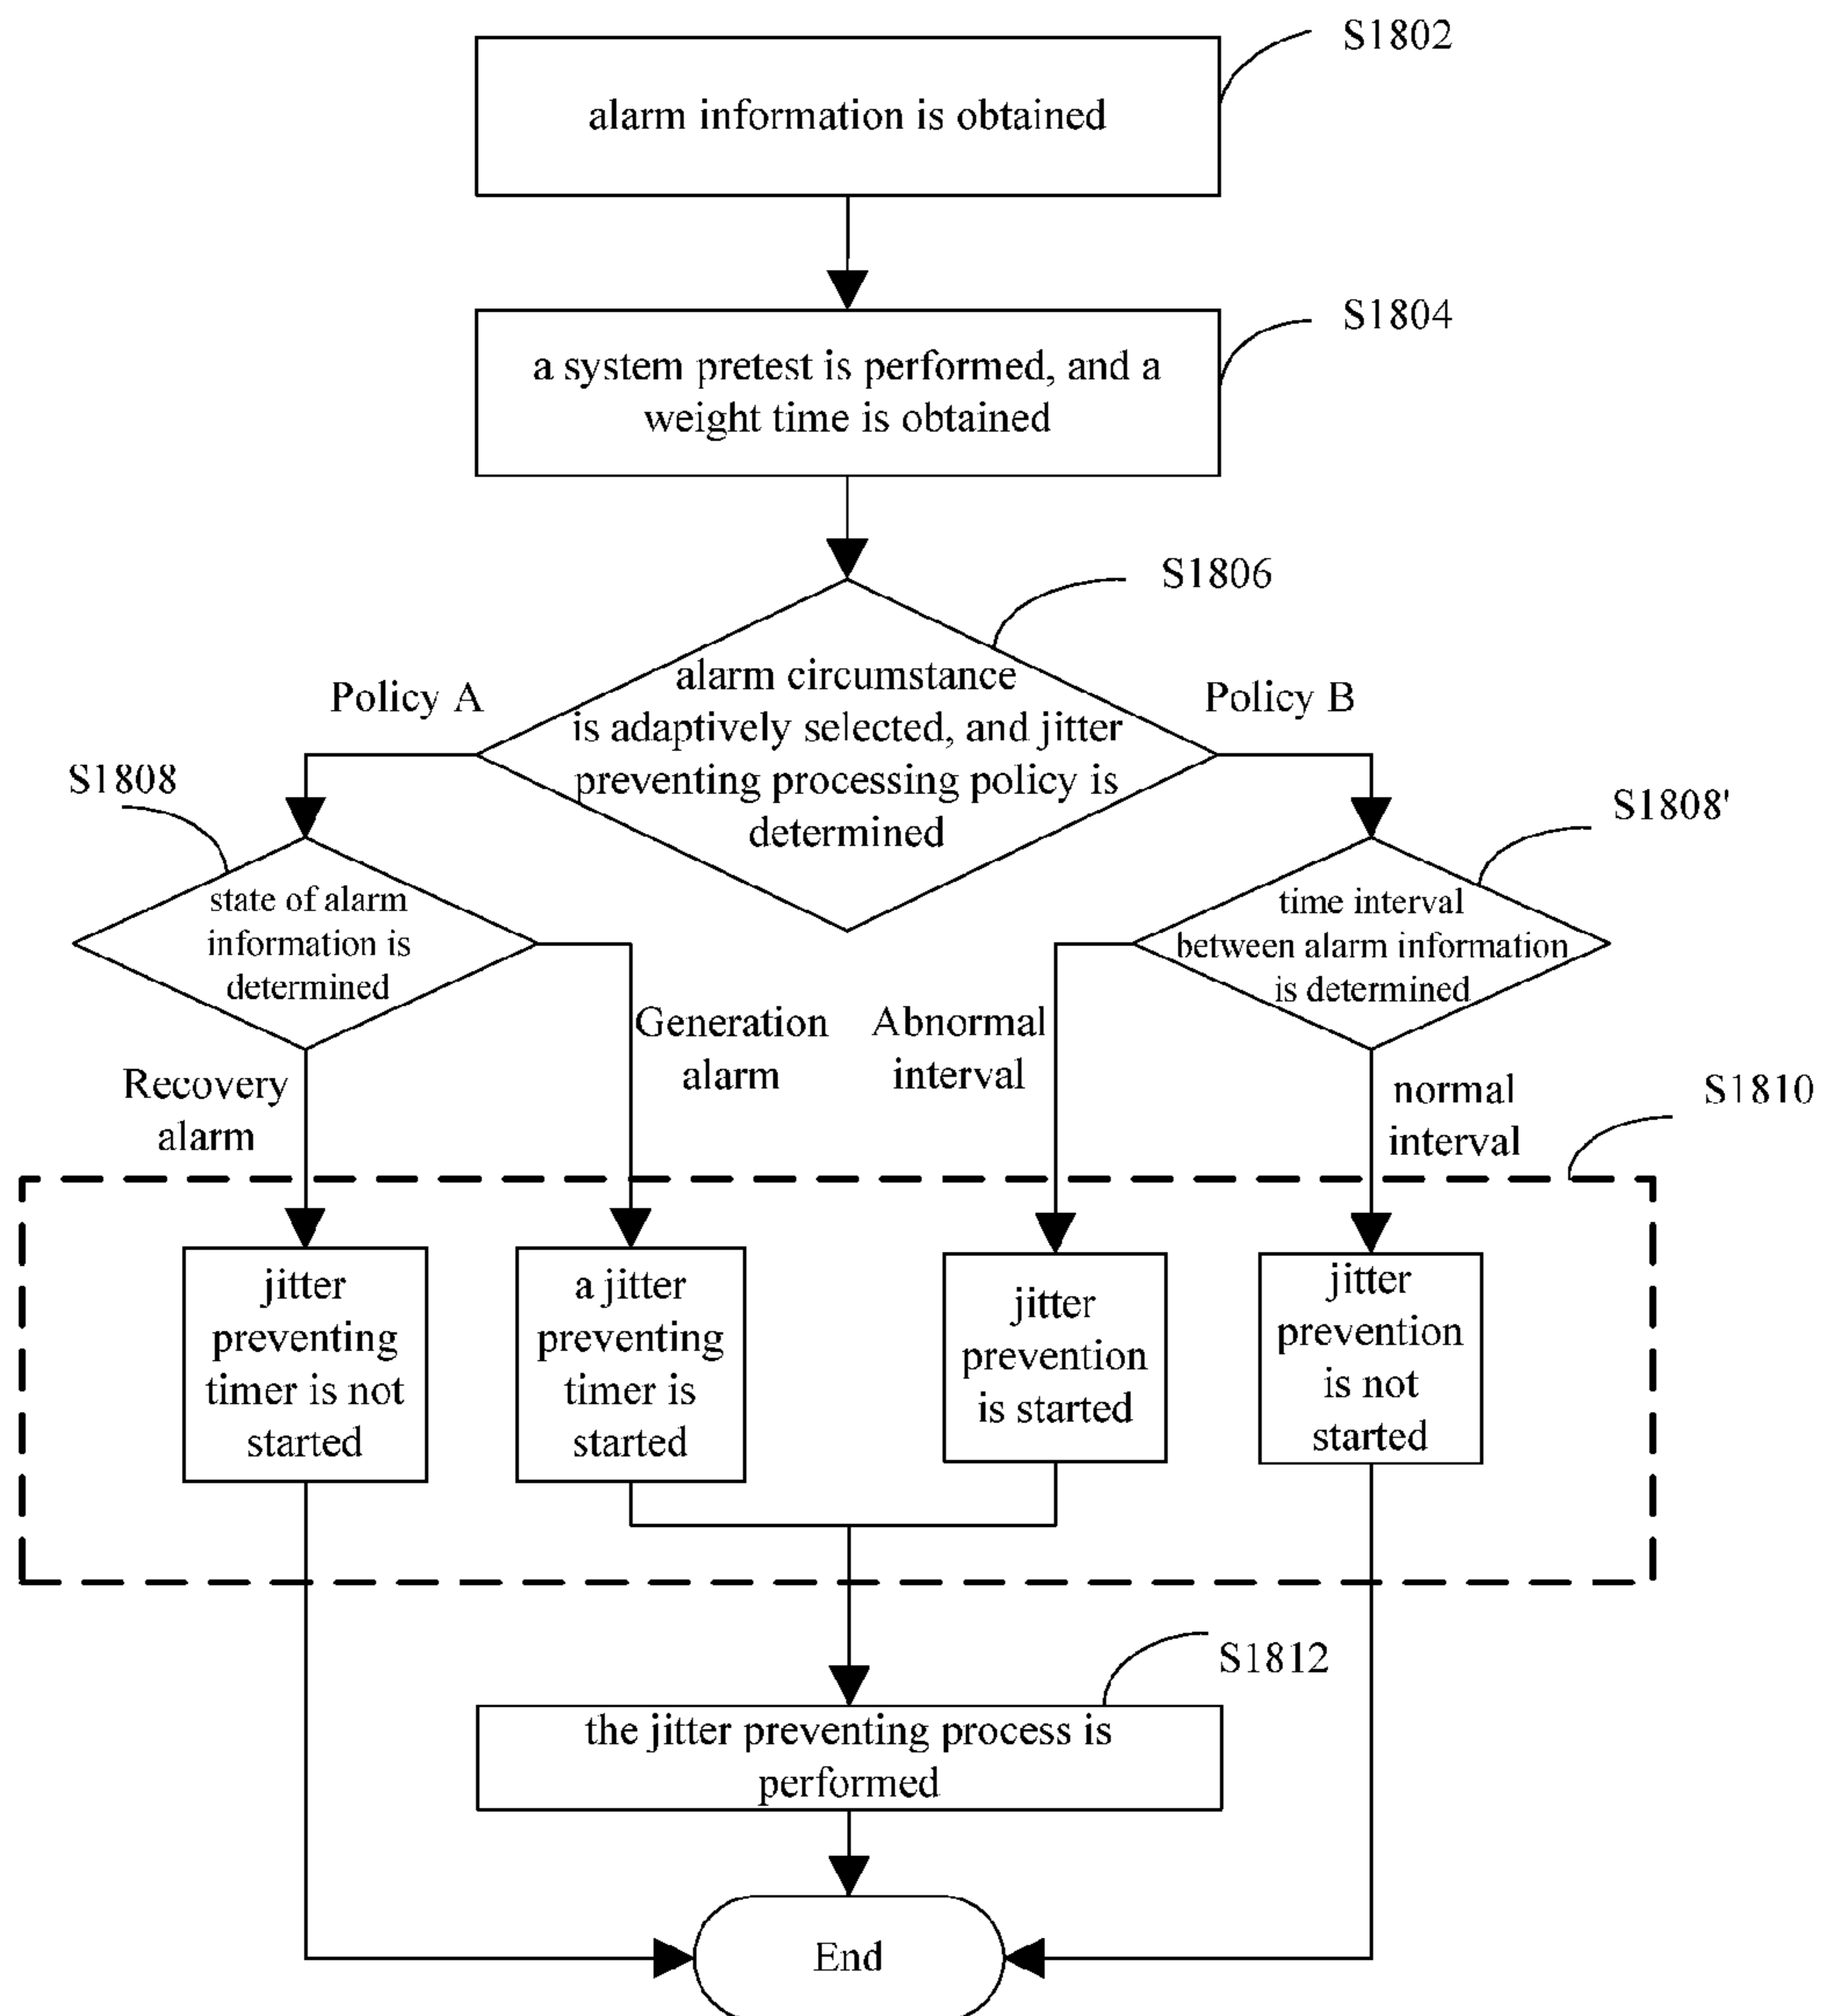 S1802
alarm information is obtained
S1804
a system pretest is performed, and a
weight time is obtained
S1806
alarm circumstance
is adaptively selected, and jitter
preventing processing policy is
determined
Policy A
Policy B
S1808
state of alarm
information is
determined
S1808'
time interval
between alarm information
is determined
Recovery
alarm
Generation
alarm
Abnormal
interval
normal
interval
S1810
jitter
preventing
timer is not
started
a jitter
preventing
timer is
started
jitter
prevention
is started
jitter
prevention
is not
started
S1812
the jitter preventing process is
performed
End